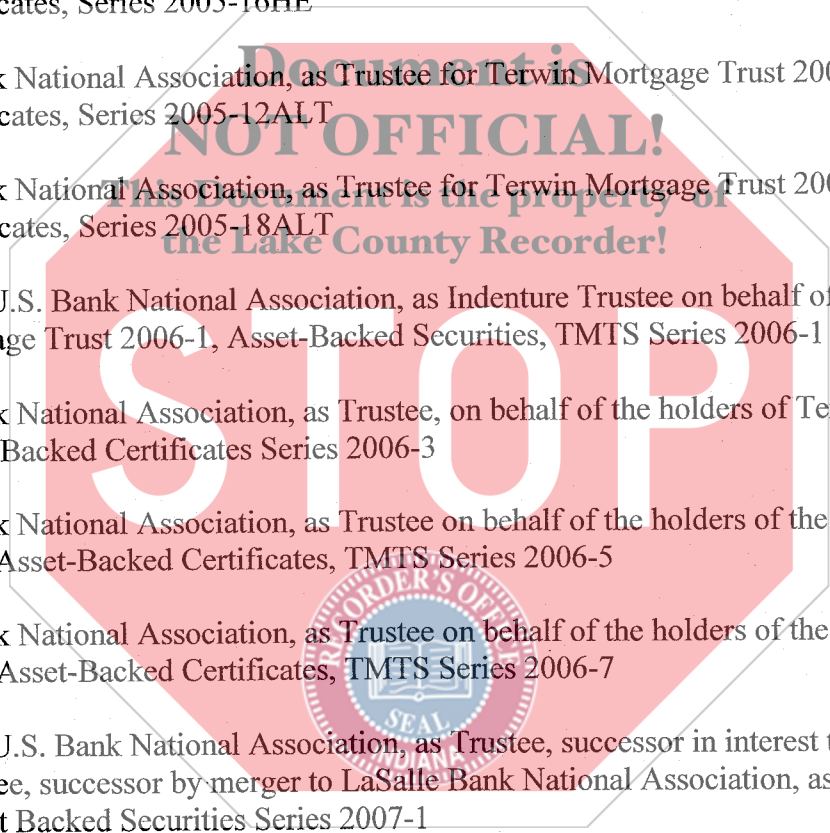 cates, Series 2005-16HE
Document is
k National Association, as Trustee for Terwin Mortgage Trust 200
cates, Series 2005-12ALT
NOT OFFICIAL!
k National Association, as Trustee for Terwin Mortgage Trust 200
This Document is the property of
cates, Series 2005-18ALT
the Lake County Recorder!
U.S. Bank National Association, as Indenture Trustee on behalf of
age Trust 2006-1, Asset-Backed Securities, TMTS Series 2006-1
STOP
k National Association, as Trustee, on behalf of the holders of Te
Backed Certificates Series 2006-3
k National Association, as Trustee on behalf of the holders of the
Asset-Backed Certificates, TMTS Series 2006-5
RECORDER'S OFFICE
k National Association, as Trustee on behalf of the holders of the
Asset-Backed Certificates, TMTS Series 2006-7
SEAL
INDIANA
U.S. Bank National Association, as Trustee, successor in interest t
ee, successor by merger to LaSalle Bank National Association, as
t Backed Securities Series 2007-1